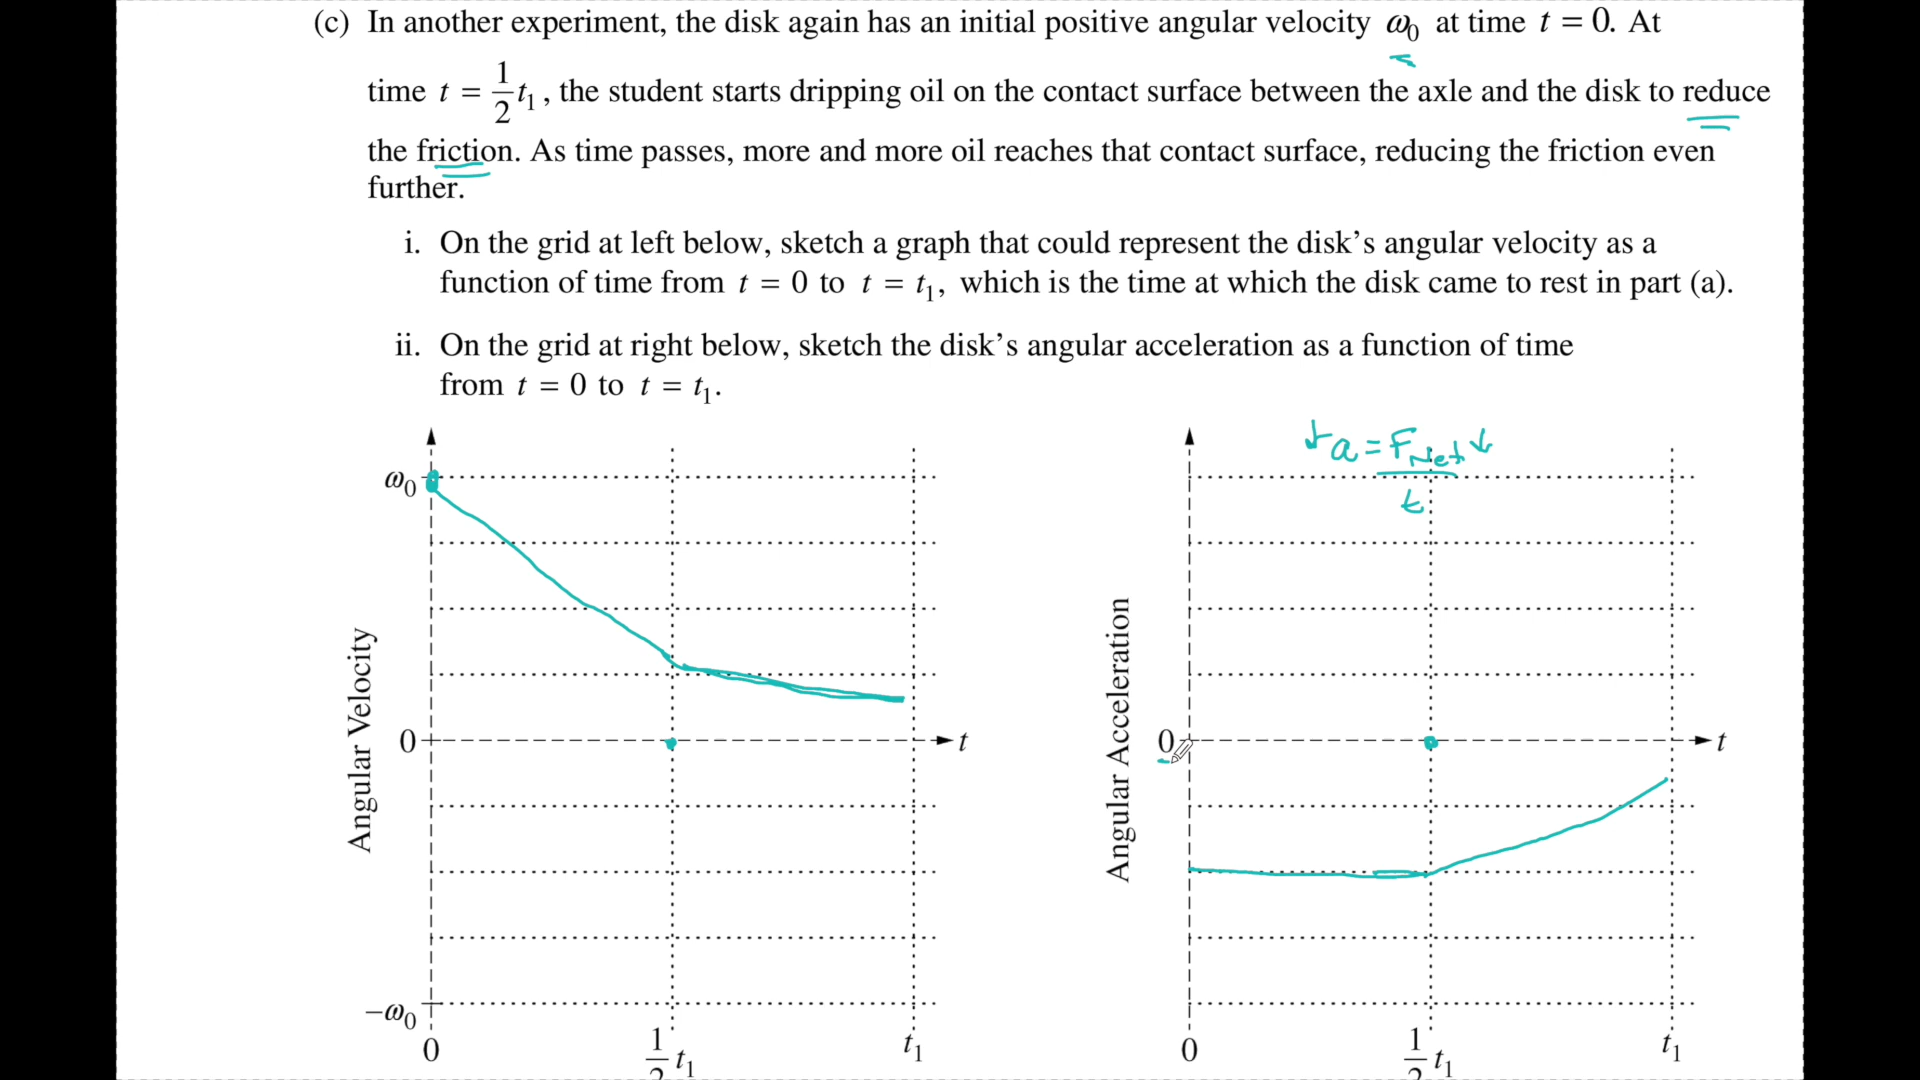 (c) In another experiment, the disk again has an initial positive angular velocity ω₀ at time t = 0. At
time t = 1/2 t₁, the student starts dripping oil on the contact surface between the axle and the disk to reduce
the friction. As time passes, more and more oil reaches that contact surface, reducing the friction even
further.
i. On the grid at left below, sketch a graph that could represent the disk’s angular velocity as a
function of time from t = 0 to t = t₁, which is the time at which the disk came to rest in part (a).
ii. On the grid at right below, sketch the disk’s angular acceleration as a function of time
from t = 0 to t = t₁.
ω₀
Angular Velocity
0
t
−ω₀
0
1/2 t₁
t₁
↓a = F_Net↓
t
Angular Acceleration
0
t
0
1/2 t₁
t₁